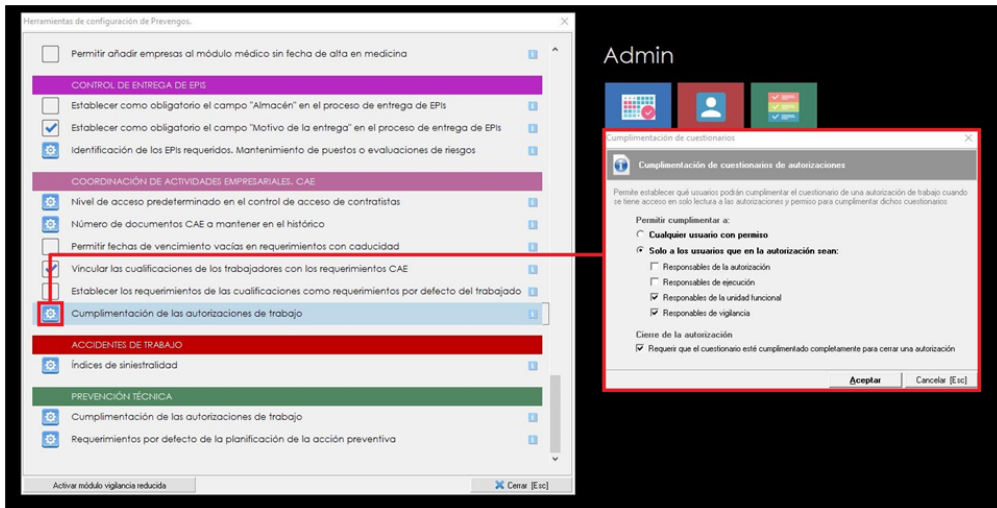 Herramientas de configuración de Prevengos.
Permitir añadir empresas al módulo médico sin fecha de alta en medicina
CONTROL DE ENTREGA DE EPIS
Establecer como obligatorio el campo "Almacén" en el proceso de entrega de EPIs
Establecer como obligatorio el campo "Motivo de la entrega" en el proceso de entrega de EPIs
Identificación de los EPIs requeridos. Mantenimiento de puestos o evaluaciones de riesgos
COORDINACIÓN DE ACTIVIDADES EMPRESARIALES. CAE
Nivel de acceso predeterminado en el control de acceso de contratistas
Número de documentos CAE a mantener en el histórico
Permitir fechas de vencimiento vacías en requerimientos con caducidad
Vincular las cualificaciones de los trabajadores con los requerimientos CAE
Establecer los requerimientos de las cualificaciones como requerimientos por defecto del trabajado
Cumplimentación de las autorizaciones de trabajo
ACCIDENTES DE TRABAJO
Índices de siniestralidad
PREVENCIÓN TÉCNICA
Cumplimentación de las autorizaciones de trabajo
Requerimientos por defecto de la planificación de la acción preventiva
Activar módulo vigilancia reducida
Cerrar [Esc]
Admin
Cumplimentación de cuestionarios
Cumplimentación de cuestionarios de autorizaciones
Permite establecer qué usuarios podrán cumplimentar el cuestionario de una autorización de trabajo cuando
se tiene acceso en solo lectura a las autorizaciones y permiso para cumplimentar dichos cuestionarios
Permitir cumplimentar a:
Cualquier usuario con permiso
Solo a los usuarios que en la autorización sean:
Responsables de la autorización
Responsables de ejecución
Responables de la unidad funcional
Responables de vigilancia
Cierre de la autorización
Requerir que el cuestionario esté cumplimentado completamente para cerrar una autorización
Aceptar
Cancelar [Esc]